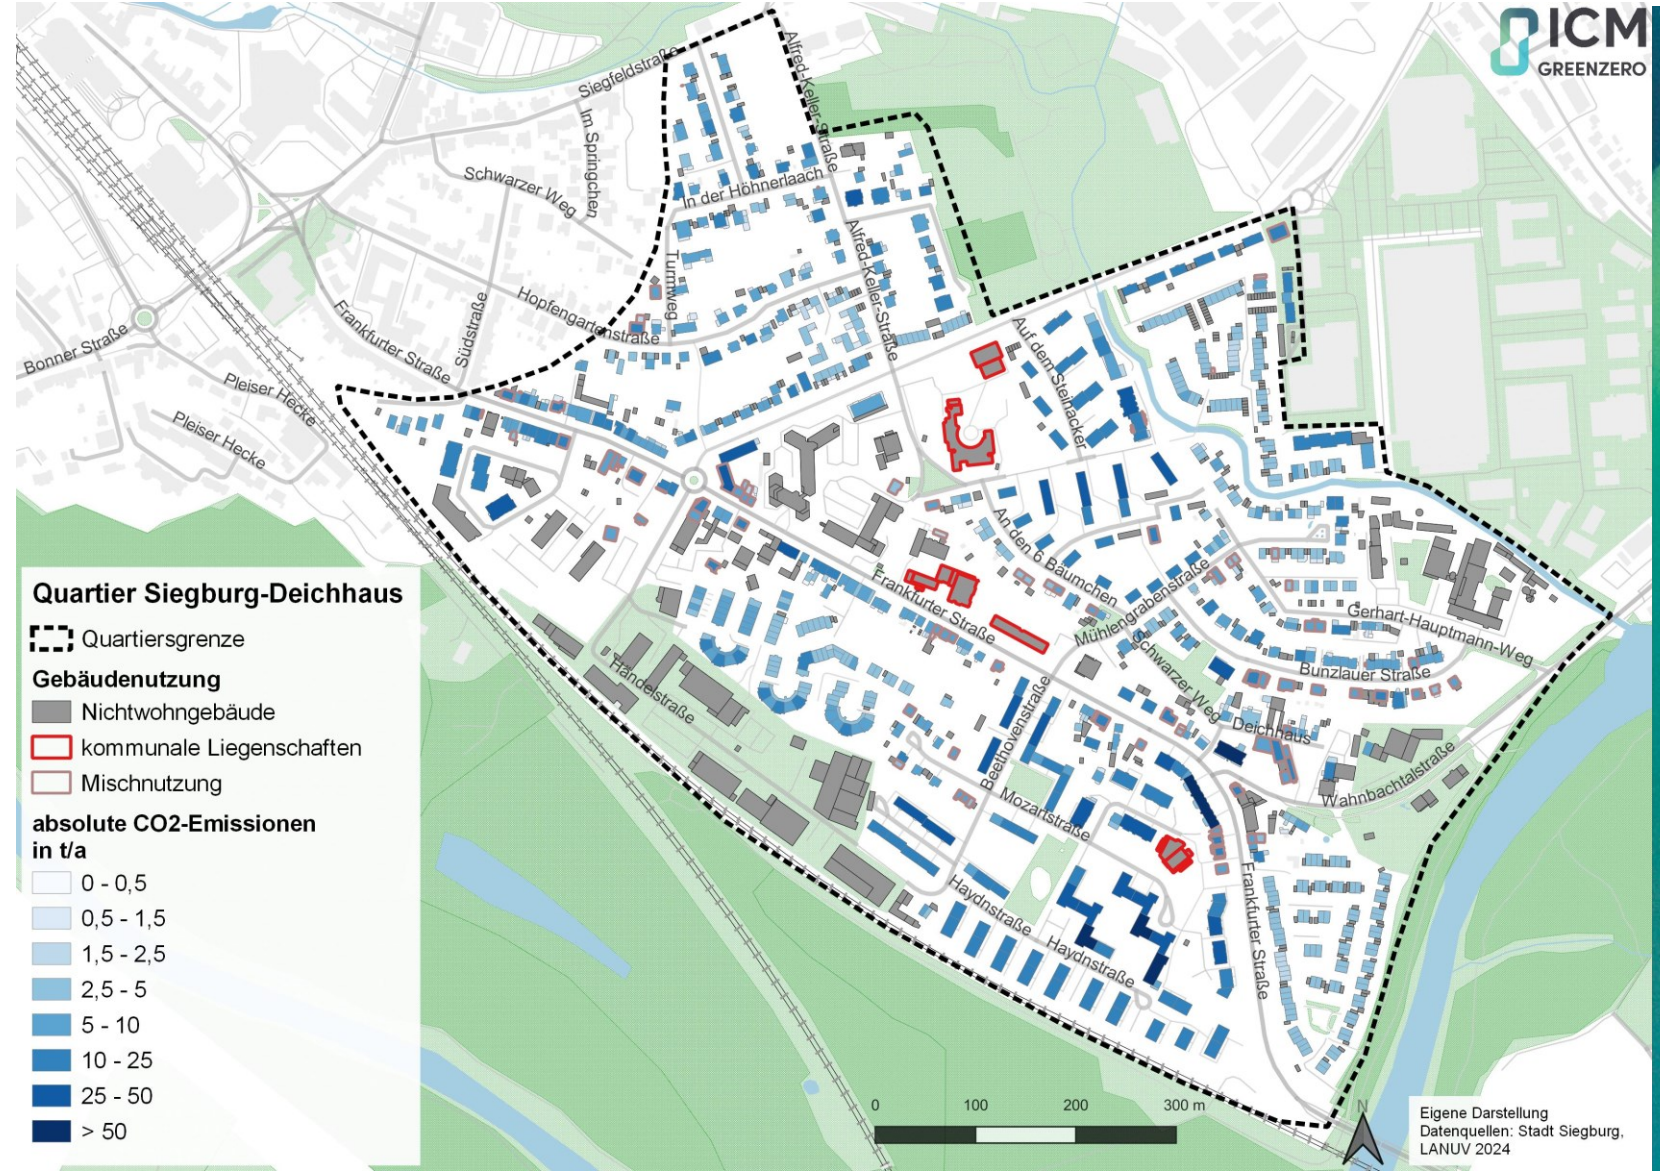 ICM
GREENZERO
Siegfeldstraße
Alfred-Keller-Straße
Im Springchen
Schwarzer Weg
In der Höhnerlaach
Alfred-Keller-Straße
Turmweg
Hopfengartenstraße
Südstraße
Frankfurter Straße
Bonner Straße
Pleiser Hecke
Pleiser Hecke
Auf dem Steinacker
An den 6 Bäumchen
Frankfurter Straße
Mühlengrabenstraße
Gerhart-Hauptmann-Weg
Bunzlauer Straße
Schwarzer Weg
Deichhaus
Wahnbachtalstraße
Händelstraße
Beethovenstraße
Mozartstraße
Haydnstraße
Haydnstraße
Frankfurter Straße
Quartier Siegburg-Deichhaus
Quartiersgrenze
Gebäudenutzung
Nichtwohngebäude
kommunale Liegenschaften
Mischnutzung
absolute CO2-Emissionen
in t/a
0 - 0,5
0,5 - 1,5
1,5 - 2,5
2,5 - 5
5 - 10
10 - 25
25 - 50
> 50
0 100 200 300 m
N
Eigene Darstellung
Datenquellen: Stadt Siegburg,
LANUV 2024